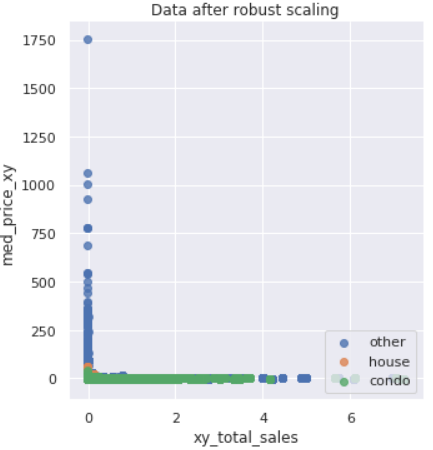 Data after robust scaling
1750
1500
1250
1000
750
500
250
0
med_price_xy
other
house
condo
0 2 4 6
xy_total_sales